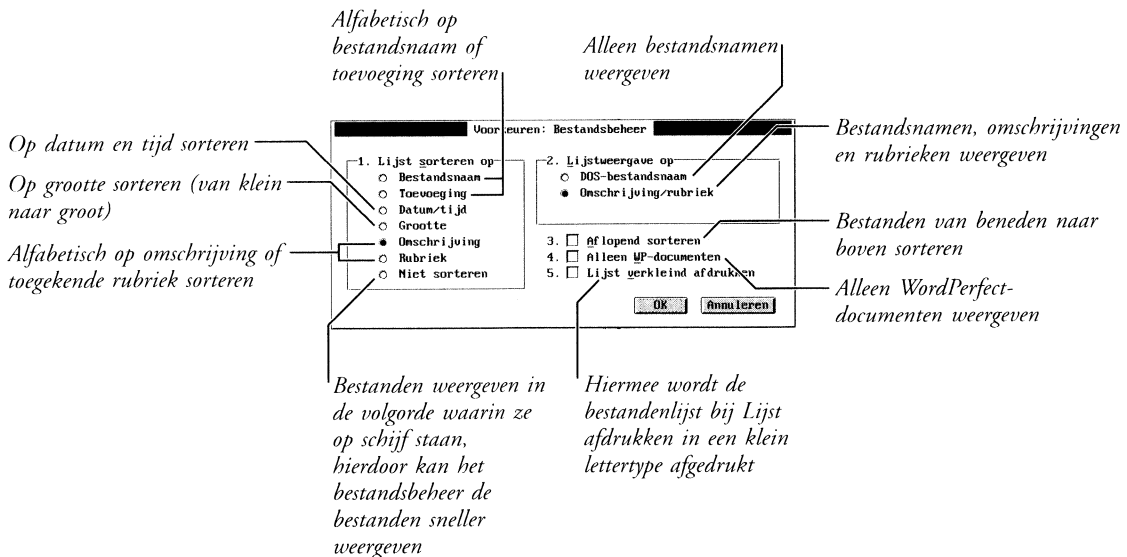 Alfabetisch op
bestandsnaam of
toevoeging sorteren
Alleen bestandsnamen
weergeven
Op datum en tijd sorteren
Op grootte sorteren (van klein
naar groot)
Alfabetisch op omschrijving of
toegekende rubriek sorteren
Voorkeuren: Bestandsbeheer
1. Lijst sorteren op
Bestandsnaam
Toevoeging
Datum/tijd
Grootte
Omschrijving
Rubriek
Niet sorteren
2. Lijstweergave op
DOS-bestandsnaam
Omschrijving/rubriek
3. Aflopend sorteren
4. Alleen WP-documenten
5. Lijst verkleind afdrukken
OK Annuleren
Bestandsnamen, omschrijvingen
en rubrieken weergeven
Bestanden van beneden naar
boven sorteren
Alleen WordPerfect-
documenten weergeven
Bestanden weergeven in
de volgorde waarin ze
op schijf staan,
hierdoor kan het
bestandsbeheer de
bestanden sneller
weergeven
Hiermee wordt de
bestandenlijst bij Lijst
afdrukken in een klein
lettertype afgedrukt